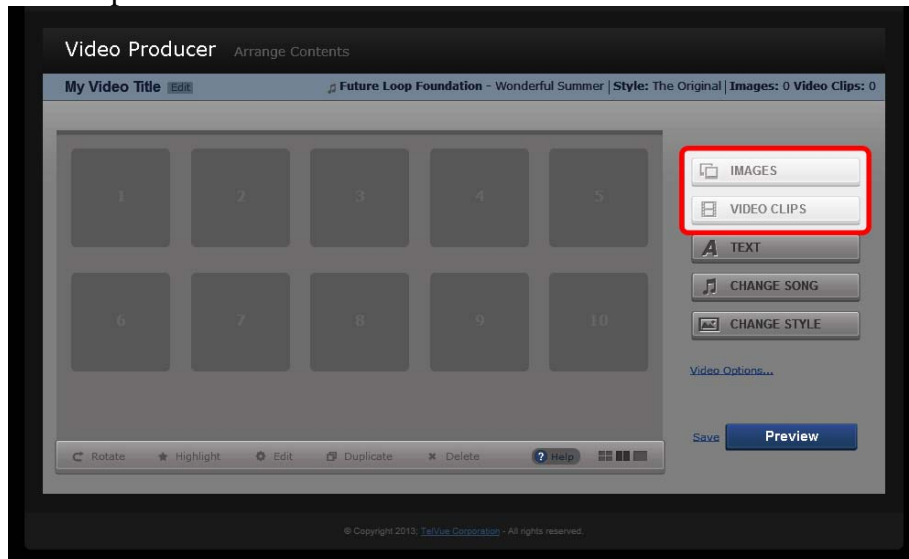 Video Producer Arrange Contents
My Video Title Edit Future Loop Foundation - Wonderful Summer | Style: The Original | Images: 0 Video Clips: 0
1 2 3 4 5
IMAGES
VIDEO CLIPS
A TEXT
CHANGE SONG
6 7 8 9 10
CHANGE STYLE
Video Options...
Save Preview
Rotate Highlight Edit Duplicate Delete ? Help
© Copyright 2013; TelVue Corporation - All rights reserved.